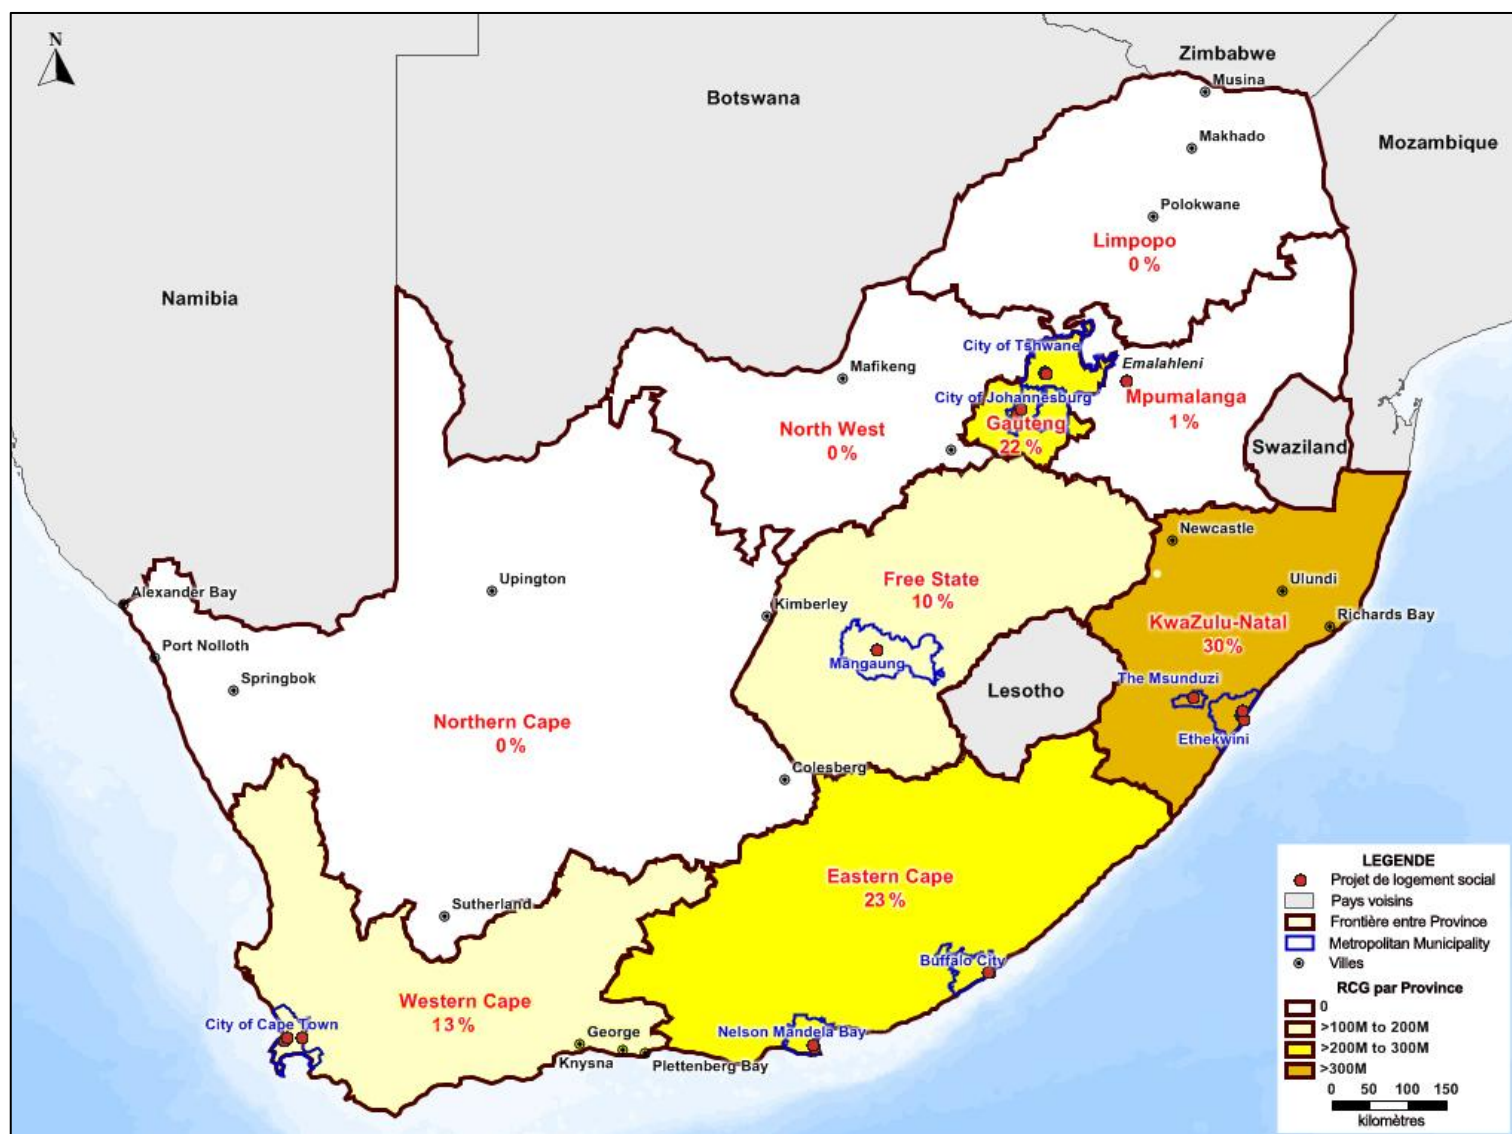 N
Zimbabwe
Musina
Botswana
Mozambique
Makhado
Polokwane
Limpopo
0 %
Namibia
City of Tshwane
Emalahleni
Mafikeng
City of Johannesburg
Mpumalanga
1 %
North West
0 %
Gauteng
22 %
Swaziland
Newcastle
Free State
10 %
Upington
Ulundi
Alexander Bay
Kimberley
KwaZulu-Natal
30%
Richards Bay
Port Nolloth
Mangaung
Springbok
The Msunduzi
Lesotho
Northern Cape
0 %
Ethekwini
Colesberg
Eastern Cape
23 %
Sutherland
Buffalo City
Western Cape
13 %
City of Cape Town
George
Nelson Mandela Bay
Knysna
Plettenberg Bay
LEGENDE
Projet de logement social
Pays voisins
Frontière entre Province
Metropolitan Municipality
Villes
RCG par Province
0
>100M to 200M
>200M to 300M
>300M
0 50 100 150
kilomètres